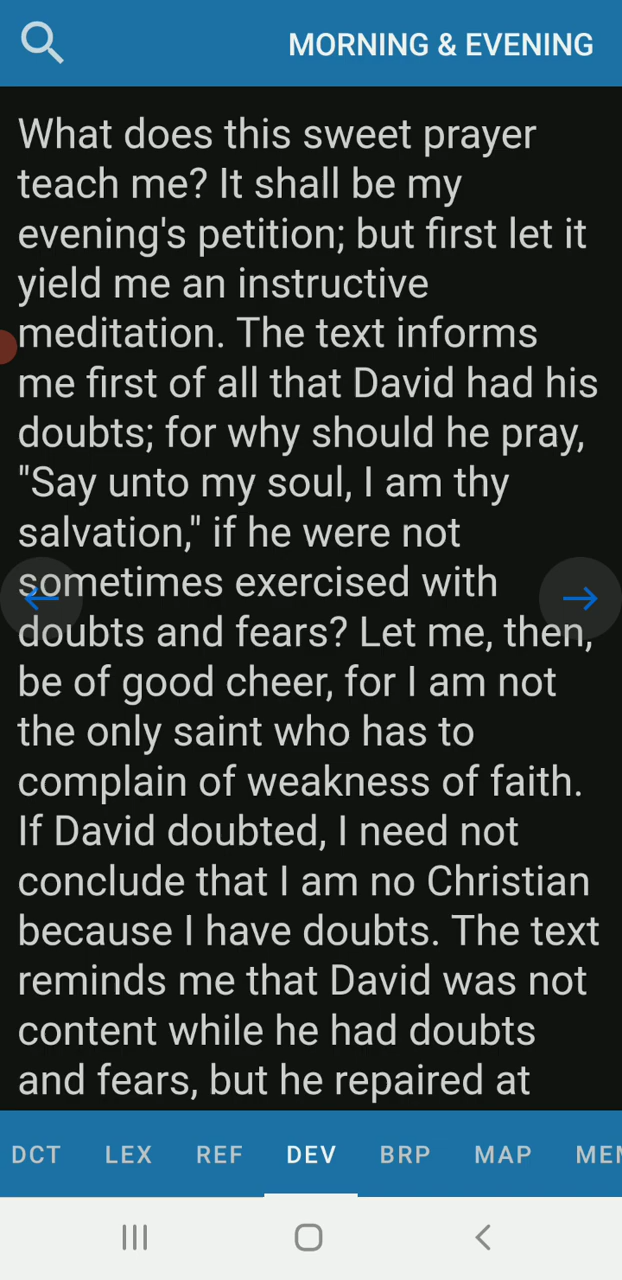 MORNING & EVENING
What does this sweet prayer
teach me? It shall be my
evening's petition; but first let it
yield me an instructive
meditation. The text informs
me first of all that David had his
doubts; for why should he pray,
"Say unto my soul, I am thy
salvation," if he were not
sometimes exercised with
doubts and fears? Let me, then,
be of good cheer, for I am not
the only saint who has to
complain of weakness of faith.
If David doubted, I need not
conclude that I am no Christian
because I have doubts. The text
reminds me that David was not
content while he had doubts
and fears, but he repaired at
DCT LEX REF DEV BRP MAP